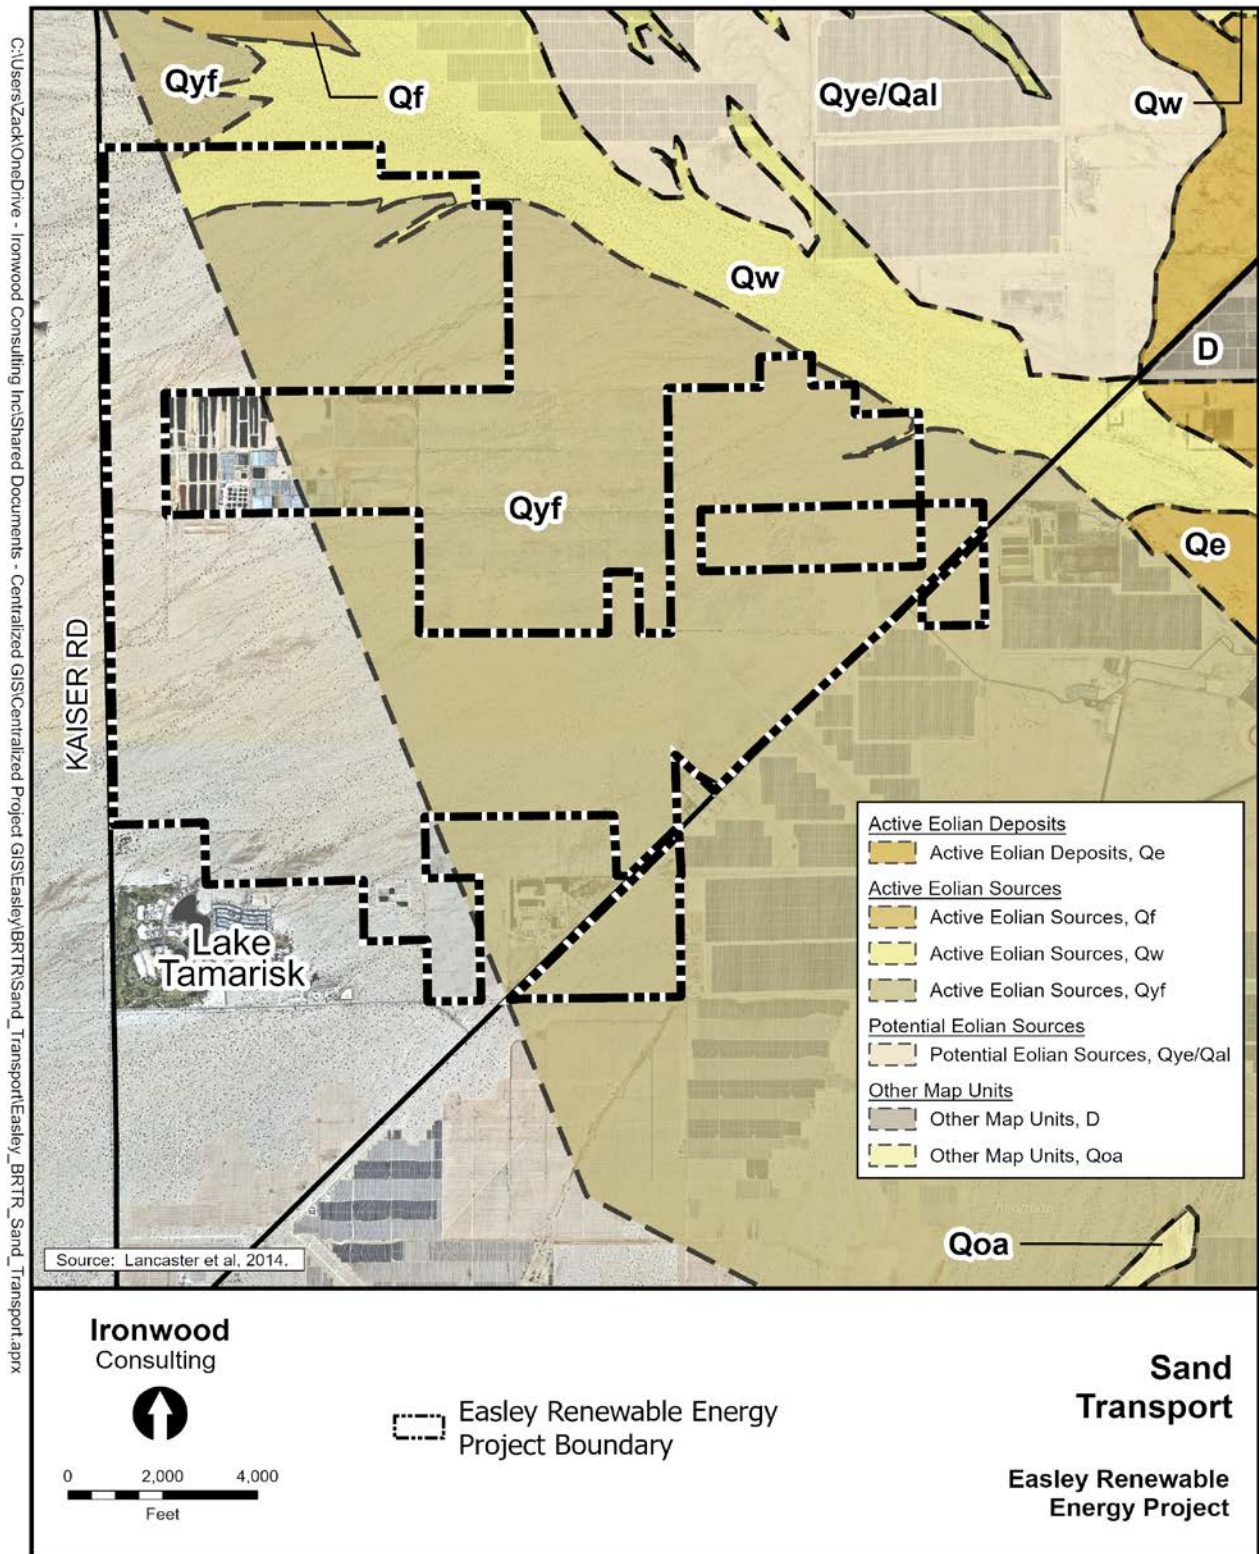 Qyf
Qf
Qye/Qal
Qw
Qw
D
Qyf
Qe
KAISER RD
Lake
Tamarisk
Active Eolian Deposits
Active Eolian Deposits, Qe
Active Eolian Sources
Active Eolian Sources, Qf
Active Eolian Sources, Qw
Active Eolian Sources, Qyf
Potential Eolian Sources
Potential Eolian Sources, Qye/Qal
Other Map Units
Other Map Units, D
Other Map Units, Qoa
Qoa
Source: Lancaster et al, 2014.
C:\Users\Zack\OneDrive - Ironwood Consulting Inc\Shared Documents - Centralized GIS\Centralized Project GIS\Easley\BRTR\Sand_Transport\Easley_BRTR_Sand_Transport.aprx
Ironwood
Consulting
0 2,000 4,000
Feet
Easley Renewable Energy
Project Boundary
Sand
Transport
Easley Renewable
Energy Project